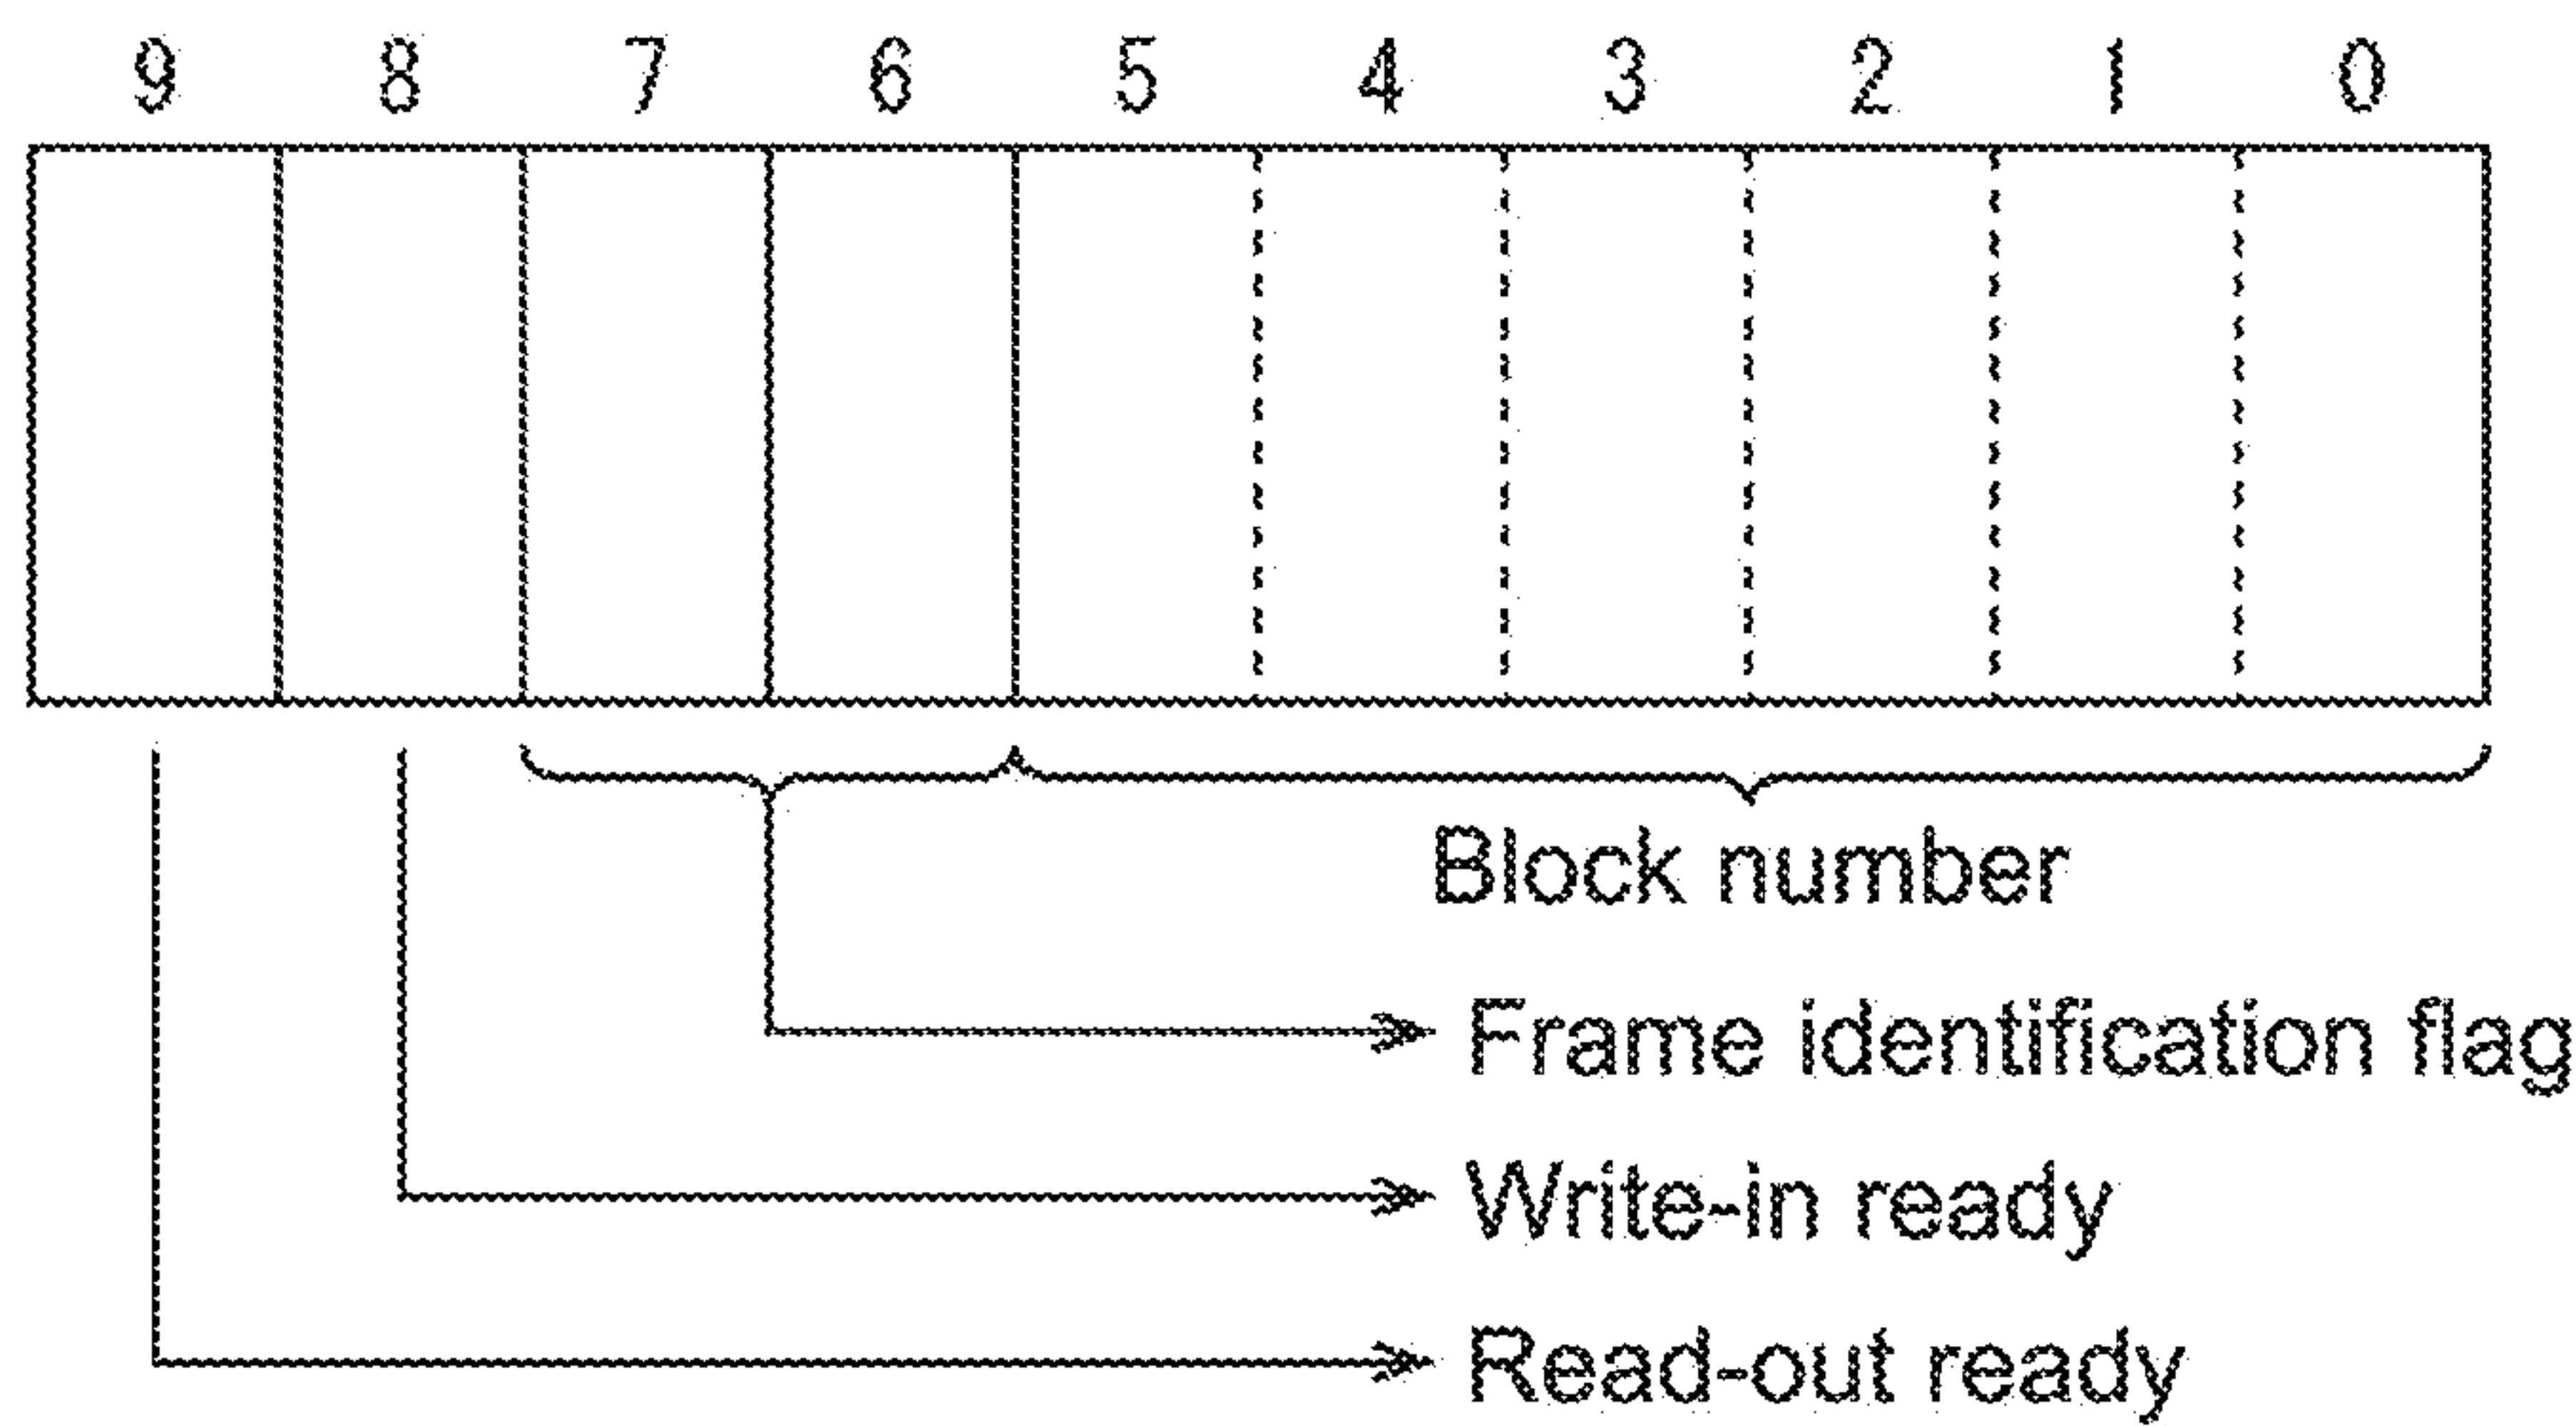 9 8 7 6 5 4 3 2 1 0
Block number
Frame identification flag
Write-in ready
Read-out ready